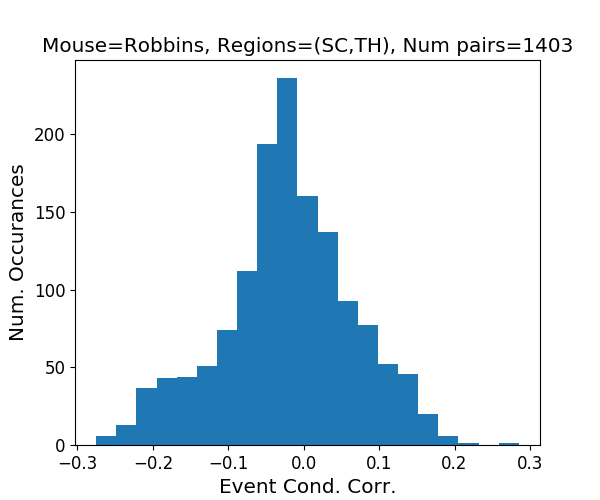 Mouse=Robbins, Regions=(SC,TH), Num pairs=1403
Num. Occurances
200
150
100
50
0
−0.3 −0.2 −0.1 0.0 0.1 0.2 0.3
Event Cond. Corr.